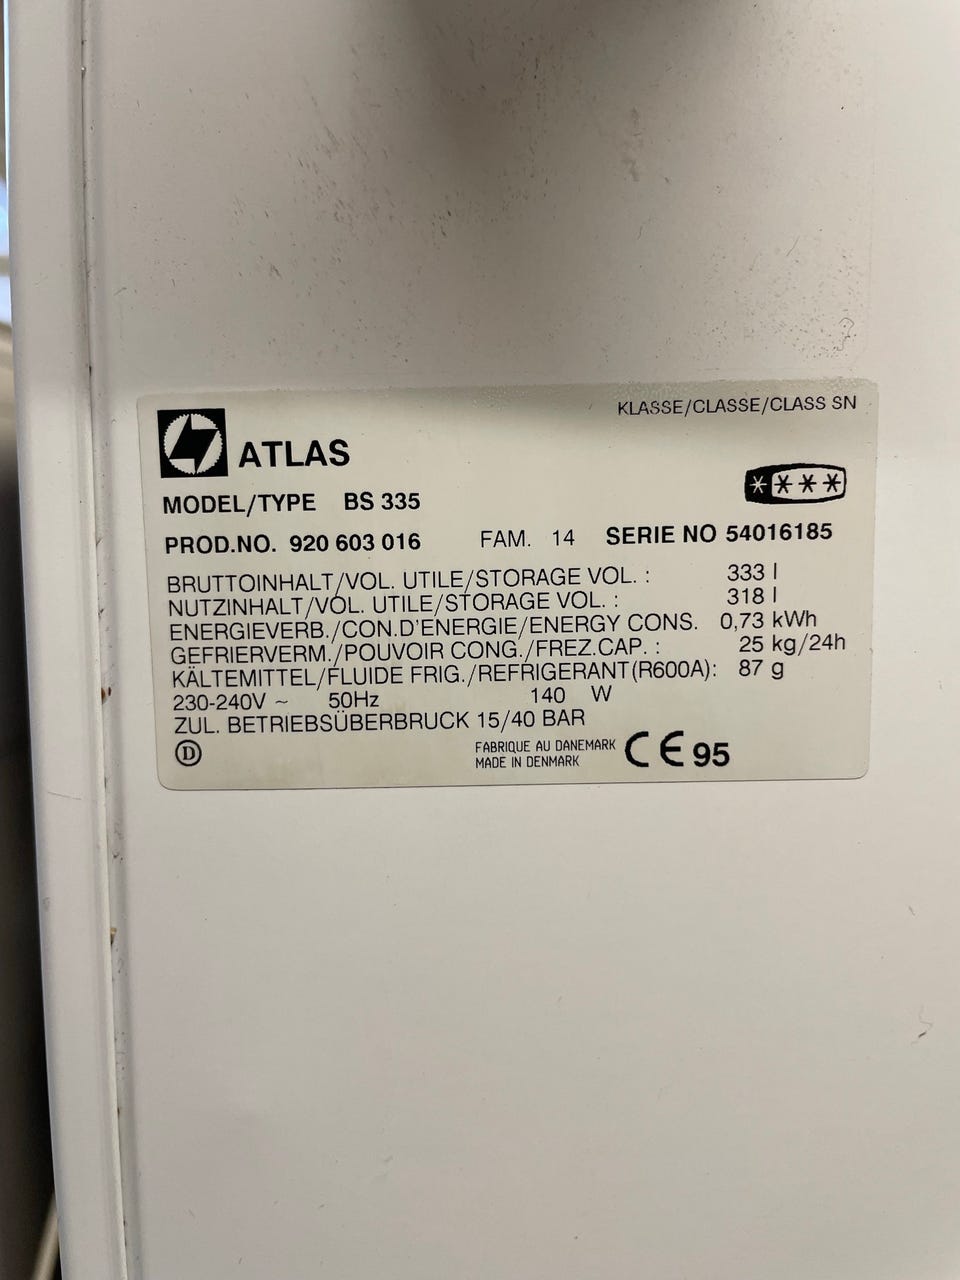 KLASSE/CLASSE/CLASS SN
ATLAS
MODEL/TYPE BS 335
PROD.NO. 920 603 016 FAM. 14 SERIE NO 54016185
BRUTTOINHALT/VOL. UTILE/STORAGE VOL. : 333 l
NUTZINHALT/VOL. UTILE/STORAGE VOL. : 318 l
ENERGIEVERB./CON.D'ENERGIE/ENERGY CONS. 0,73 kWh
GEFRIERVERM./POUVOIR CONG./FREZ.CAP. : 25 kg/24h
KÄLTEMITTEL/FLUIDE FRIG./REFRIGERANT(R600A): 87 g
230-240V ~ 50Hz 140 W
ZUL. BETRIEBSÜBERBRUCK 15/40 BAR
D
FABRIQUE AU DANEMARK
MADE IN DENMARK
CE 95